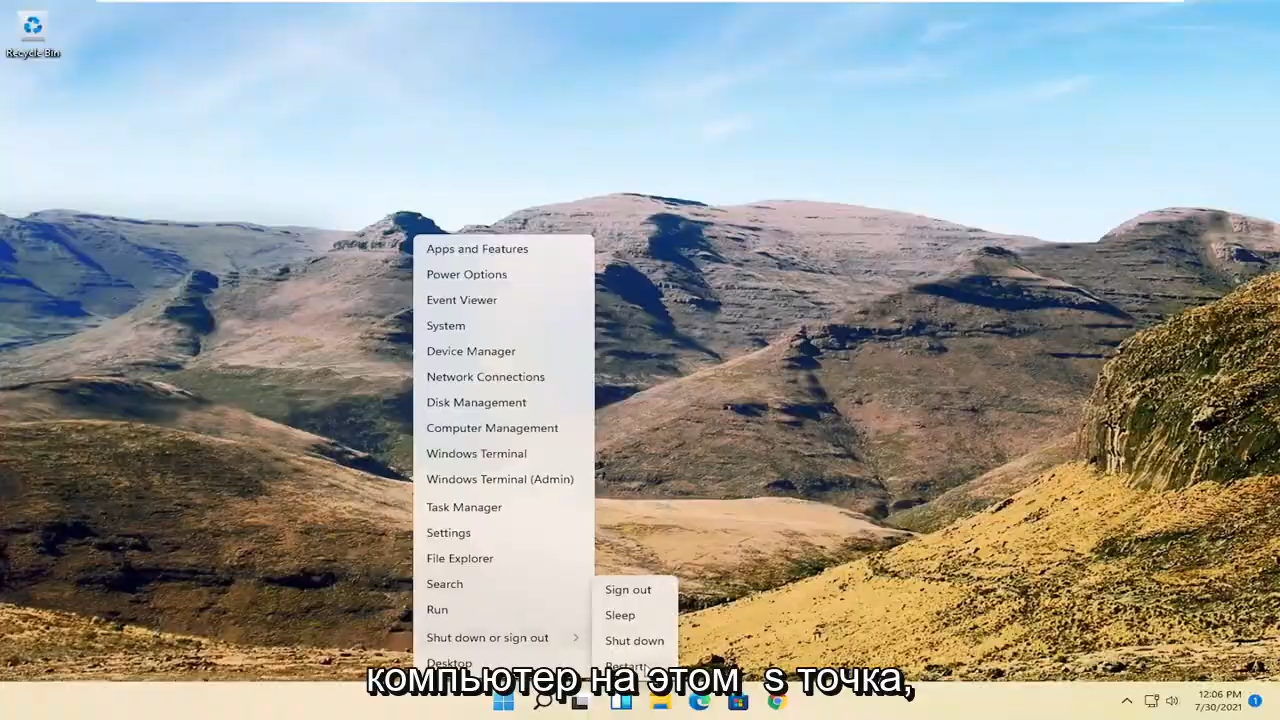 Recycle Bin
Apps and Features
Power Options
Event Viewer
System
Device Manager
Network Connections
Disk Management
Computer Management
Windows Terminal
Windows Terminal (Admin)
Task Manager
Settings
File Explorer
Search
Run
Shut down or sign out
Desktop
Sign out
Sleep
Shut down
Restart
компьютер на этом s точка,
12:06 PM
7/30/2021
1